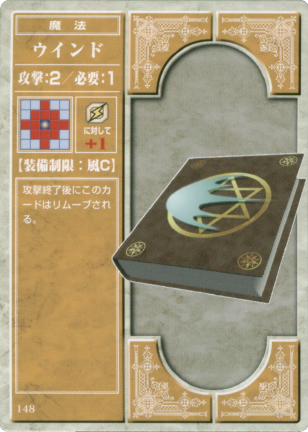 魔法
ウインド
攻撃:2/必要:1
に対して
+1
【装備制限:風C】
攻撃終了後にこのカ
ードはリムーブされ
る。
148